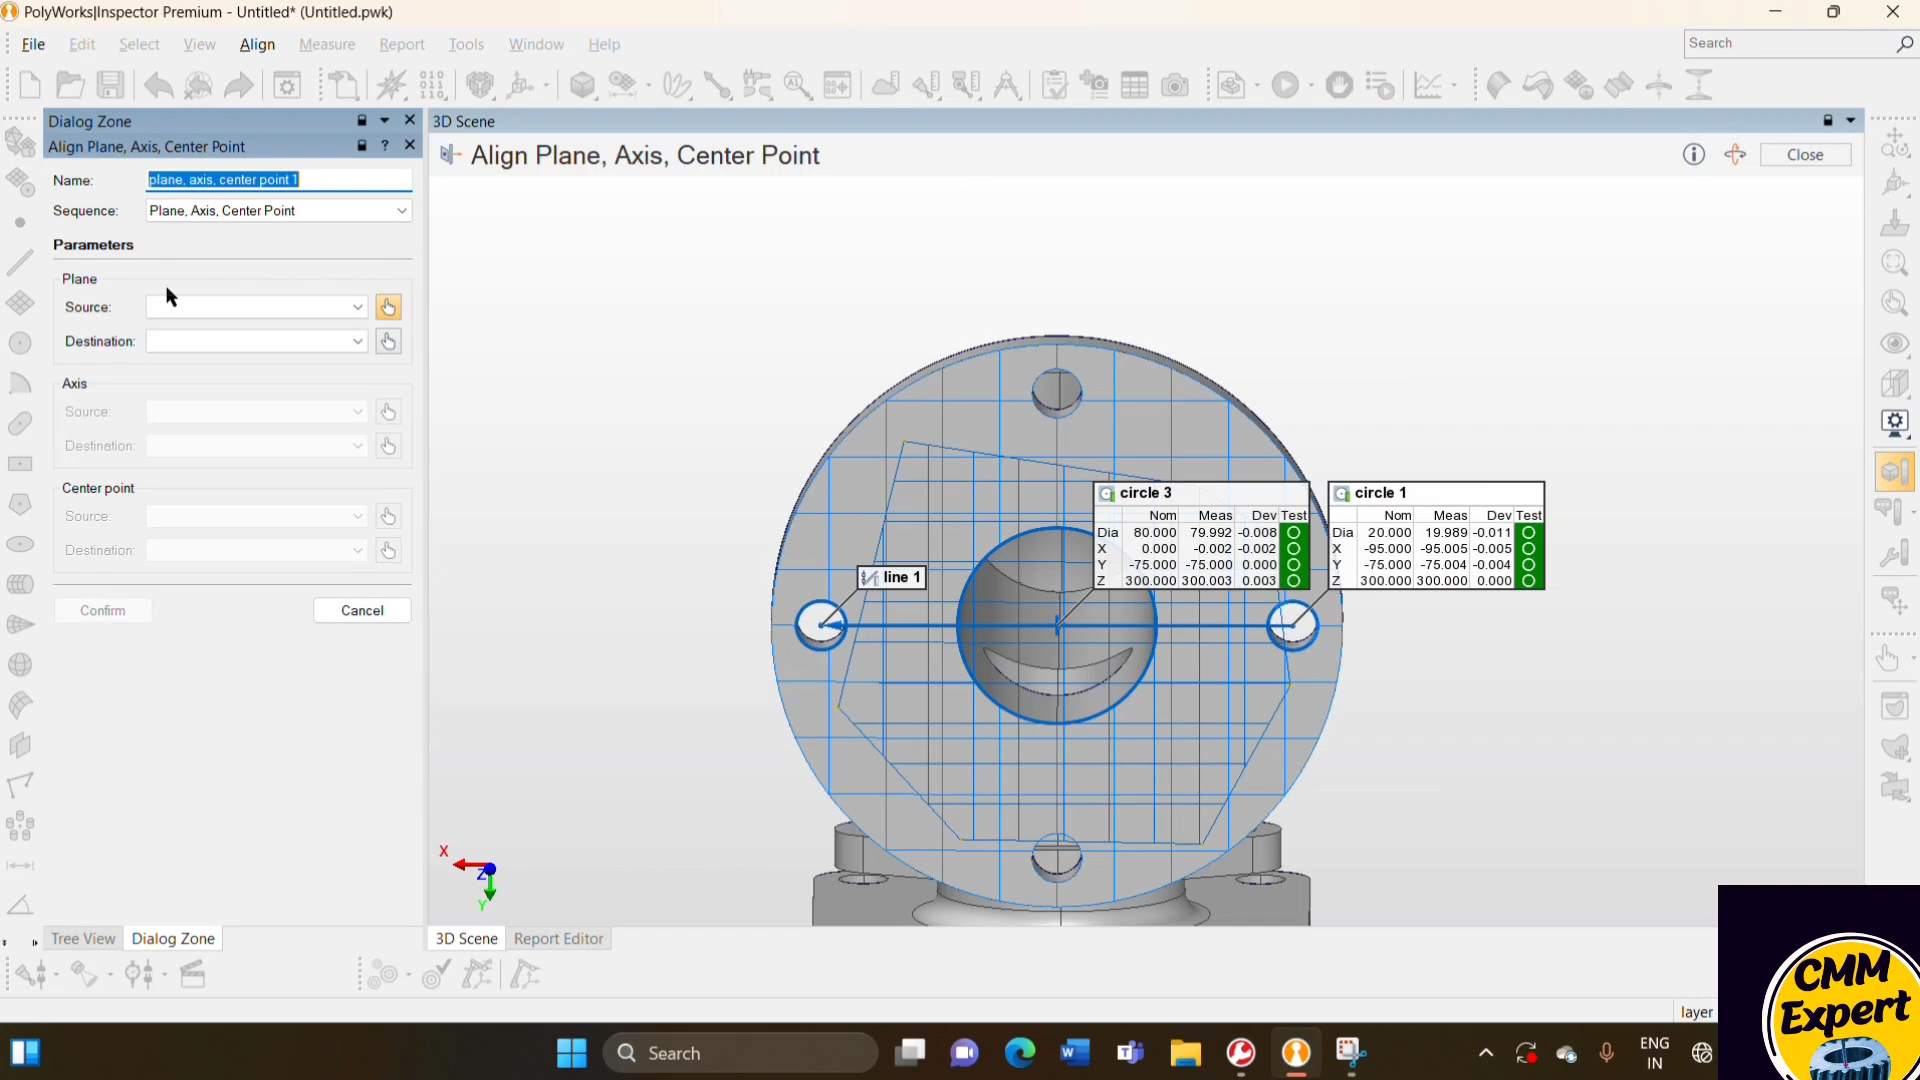 PolyWorks|Inspector Premium - Untitled* (Untitled.pwk)
File Edit Select View Align Measure Report Tools Window Help
Search
Dialog Zone
3D Scene
Align Plane, Axis, Center Point
Align Plane, Axis, Center Point
Close
Name: plane, axis, center point 1
Sequence: Plane, Axis, Center Point
Parameters
Plane
Source:
Destination:
Axis
Source:
Destination:
Center point
Source:
Destination:
Confirm
Cancel
circle 3
Nom Meas Dev Test
Dia 80.000 79.992 -0.008
X 0.000 -0.002 -0.002
Y -75.000 -75.000 0.000
Z 300.000 300.003 0.003
circle 1
Nom Meas Dev Test
Dia 20.000 19.989 -0.011
X -95.000 -95.005 -0.005
Y -75.000 -75.004 -0.004
Z 300.000 300.000 0.000
line 1
X
Z
Y
Tree View
Dialog Zone
3D Scene
Report Editor
layer
CMM
Expert
Search
ENG
IN